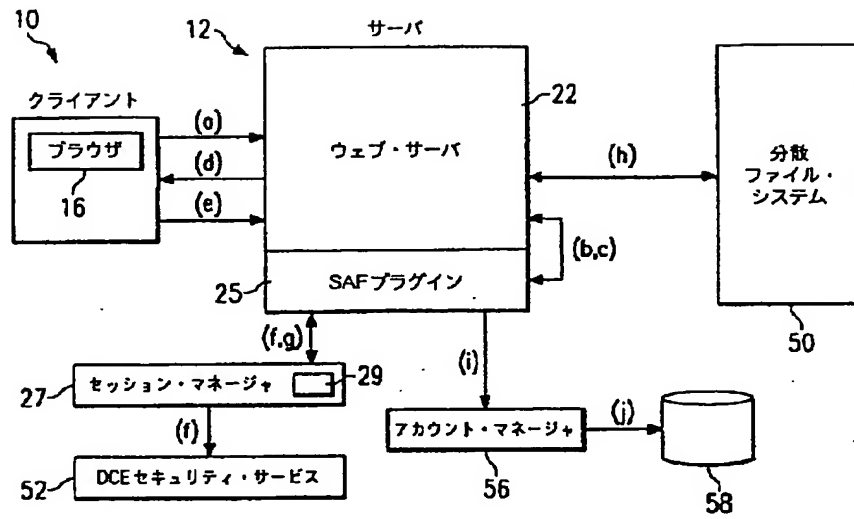 10
12
サーバ
22
クライアント
ブラウザ
16
(a)
(d)
(e)
ウェブ・サーバ
(h)
分散
ファイル・
システム
50
(b,c)
25
SAFプラグイン
(f,g)
(i)
27
セッション・マネージャ
29
(f)
アカウント・マネージャ
56
(j)
58
52
DCEセキュリティ・サービス